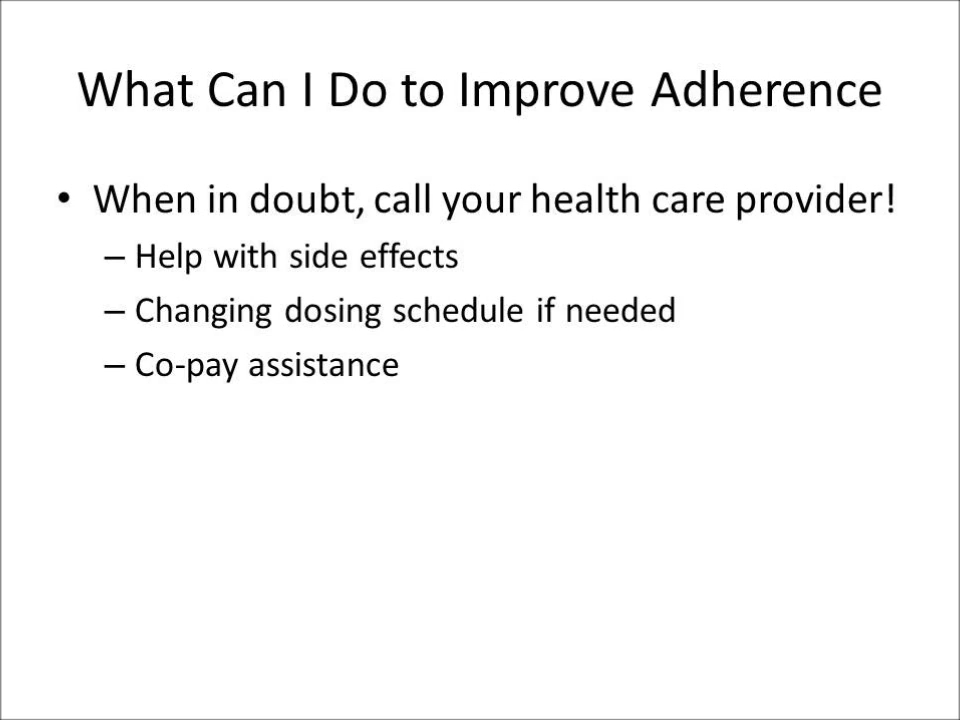 What Can I Do to Improve Adherence
• When in doubt, call your health care provider!
– Help with side effects
– Changing dosing schedule if needed
– Co-pay assistance